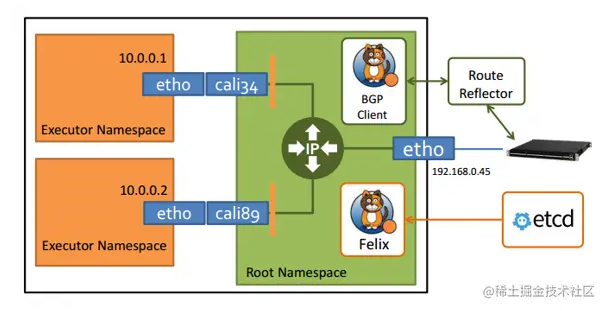 10.0.0.1
etho
cali34
Executor Namespace
10.0.0.2
etho
cali89
Executor Namespace
BGP
Client
IP
etho
192.168.0.45
Felix
Root Namespace
Route
Reflector
etcd
@稀土掘金技术社区